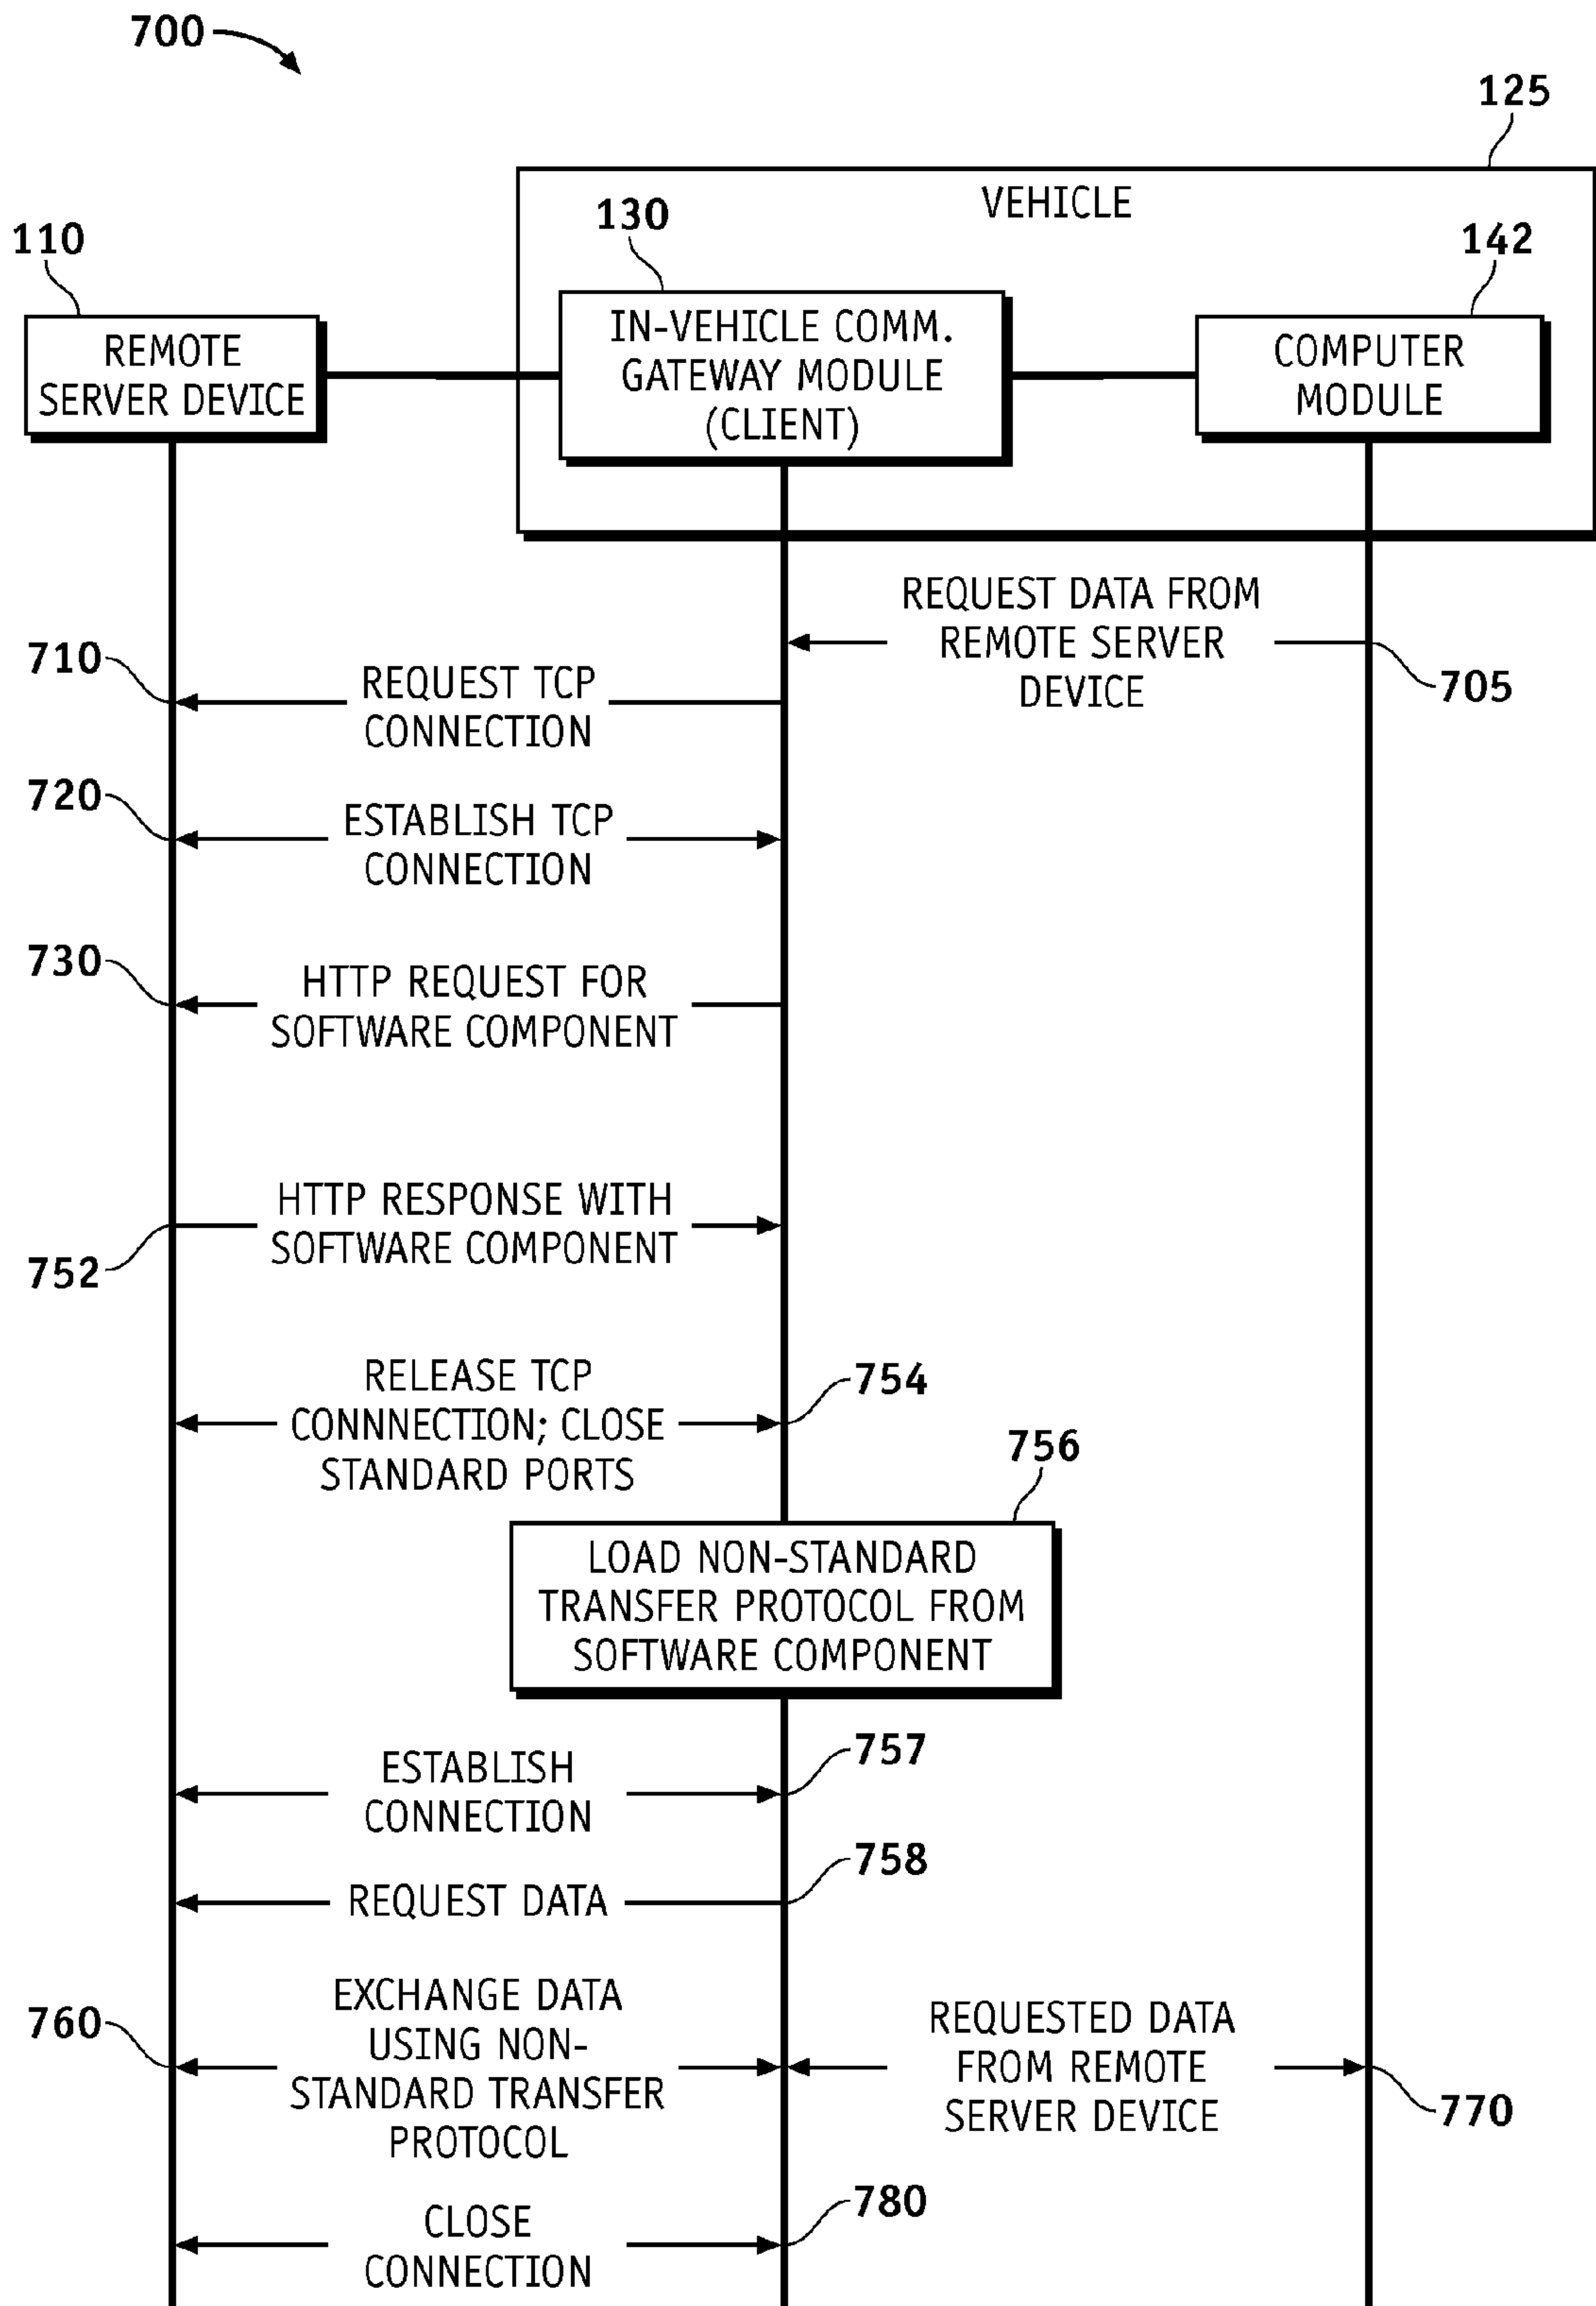 700
125
VEHICLE
130
110
142
REMOTE
SERVER DEVICE
IN-VEHICLE COMM.
GATEWAY MODULE
(CLIENT)
COMPUTER
MODULE
REQUEST DATA FROM
REMOTE SERVER
DEVICE
705
710
REQUEST TCP
CONNECTION
720
ESTABLISH TCP
CONNECTION
730
HTTP REQUEST FOR
SOFTWARE COMPONENT
HTTP RESPONSE WITH
SOFTWARE COMPONENT
752
RELEASE TCP
CONNNECTION; CLOSE
STANDARD PORTS
754
756
LOAD NON-STANDARD
TRANSFER PROTOCOL FROM
SOFTWARE COMPONENT
757
ESTABLISH
CONNECTION
758
REQUEST DATA
760
EXCHANGE DATA
USING NON-
STANDARD TRANSFER
PROTOCOL
REQUESTED DATA
FROM REMOTE
SERVER DEVICE
770
780
CLOSE
CONNECTION